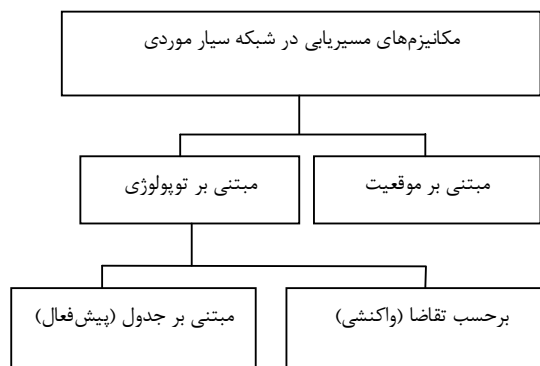 مکانیزم‌های مسیریابی در شبکه سیار موردی
مبتنی بر موقعیت
مبتنی بر توپولوژی
برحسب تقاضا (واکنشی)
مبتنی بر جدول (پیش‌فعال)